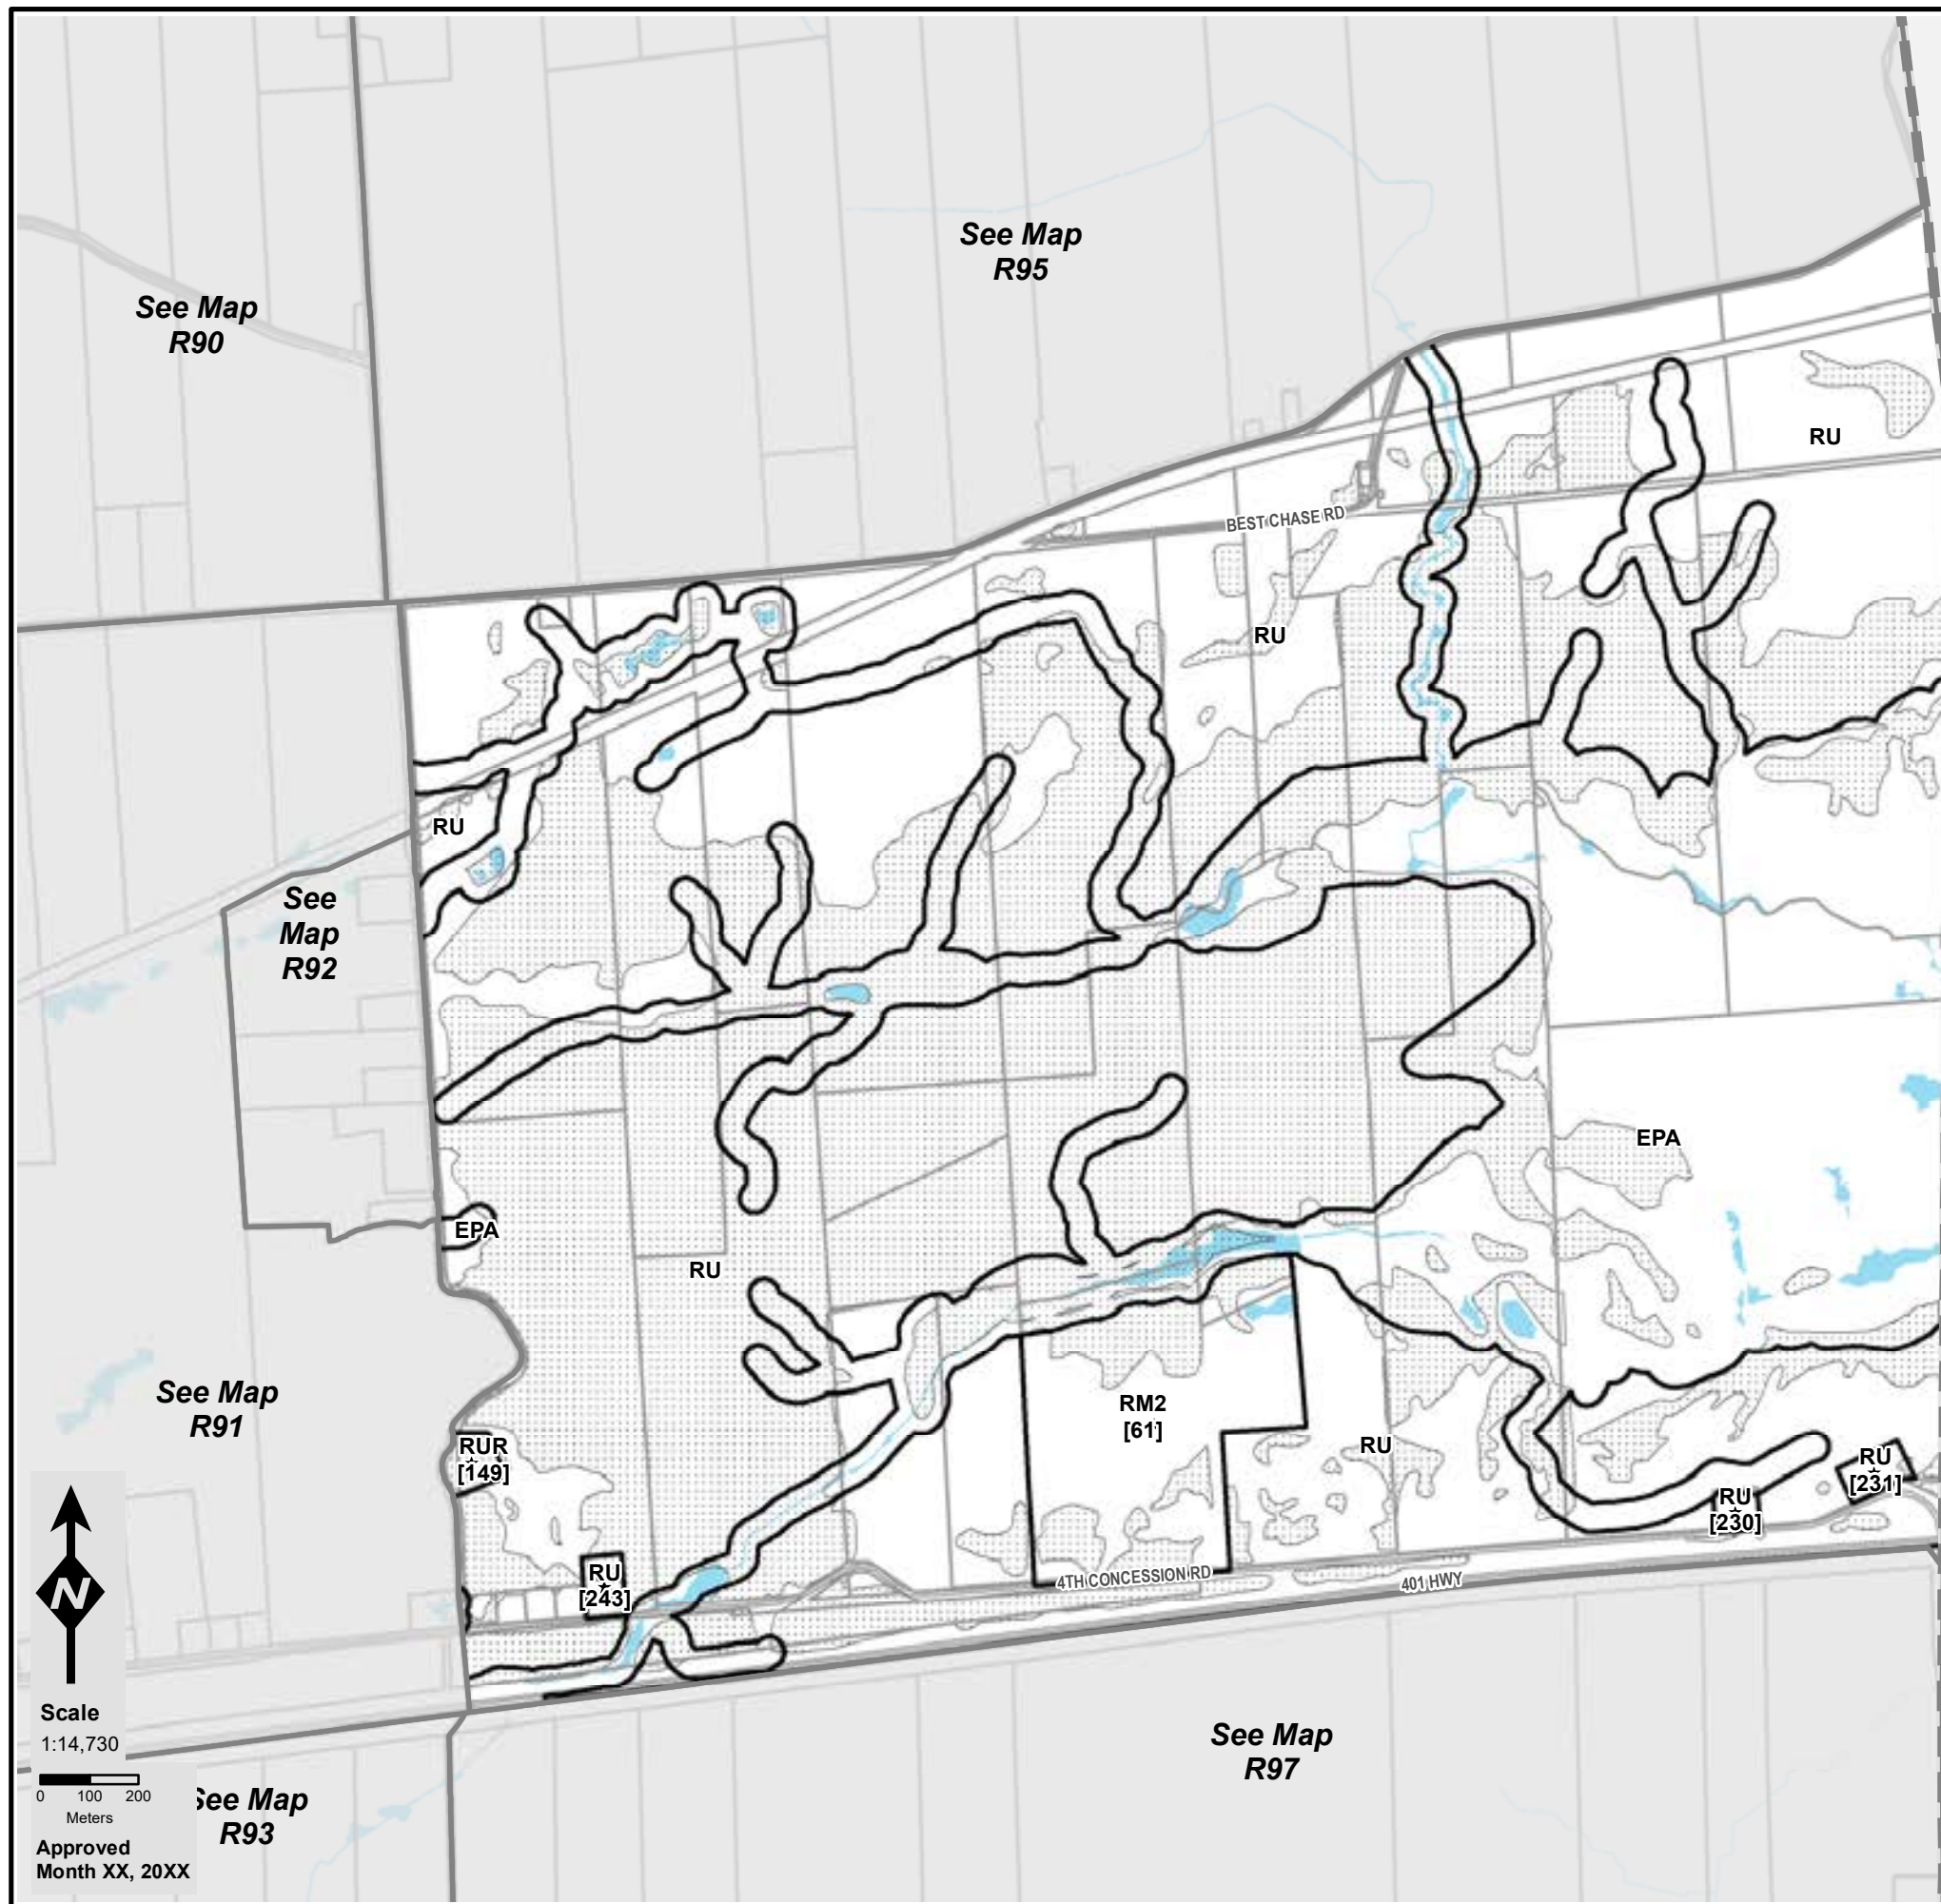 See Map
R95
See Map
R90
RU
BEST CHASE RD
RU
RU
See
Map
R92
EPA
EPA
RU
See Map
R91
RM2
[61]
RU
RUR
[149]
RU
[231]
RU
[230]
RU
[243]
4TH CONCESSION RD
401 HWY
N
Scale
1:14,730
0 100 200
Meters
Approved
Month XX, 20XX
See Map
R97
See Map
R93